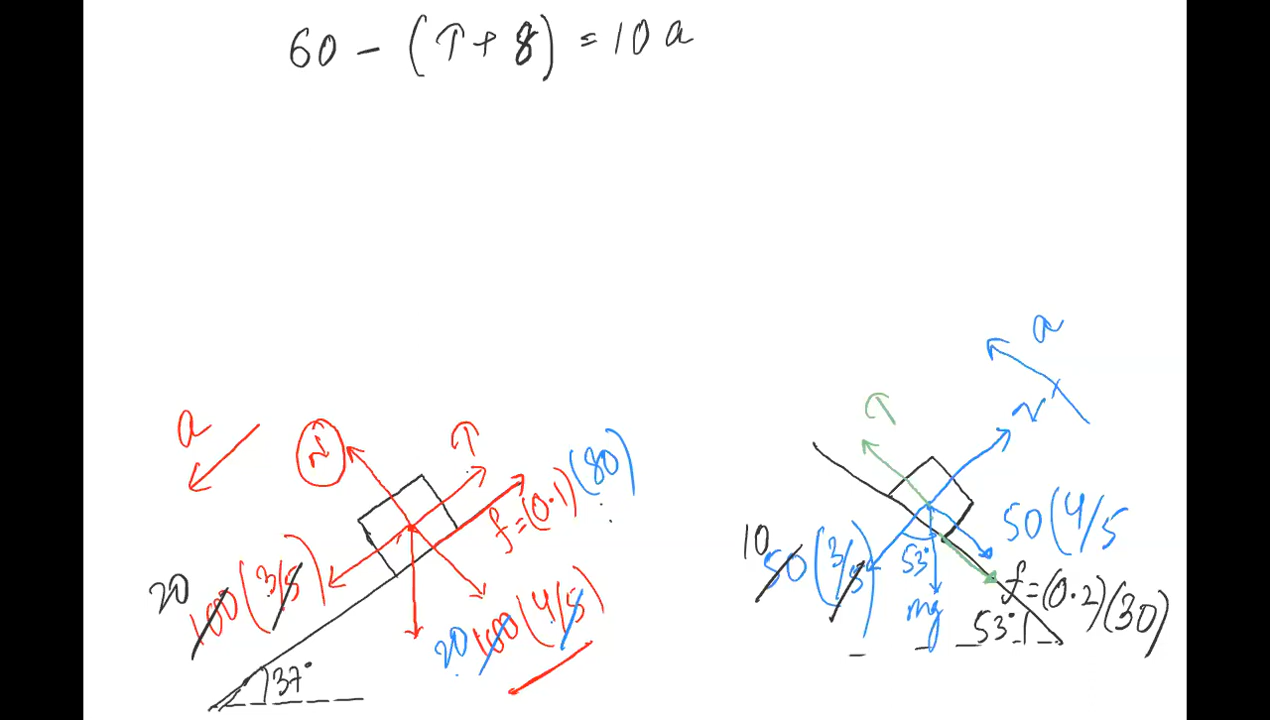 60 - (T + 8) = 10 a
a
N
T
f = (0.1)(80)
20
100 (3/5)
20 100 (4/5)
37°
a
T
N
10
50 (3/5)
53°
mg
50 (4/5
f = (0.2)(30)
53°